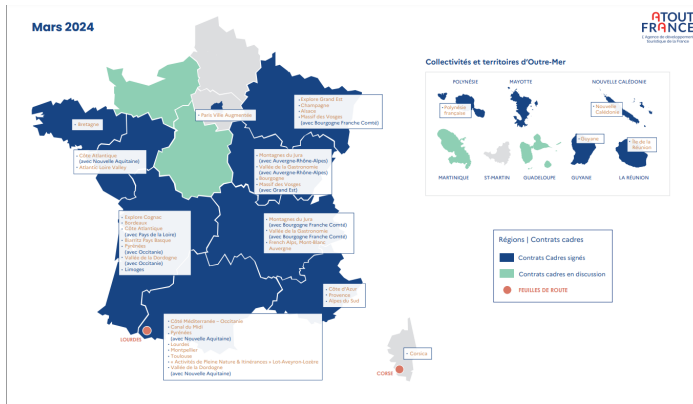 Mars 2024
ATOUT
FRANCE
L'Agence de développement
touristique de la France
Collectivités et territoires d'Outre-Mer
POLYNÉSIE
MAYOTTE
NOUVELLE CALÉDONIE
• Polynésie
française
• Nouvelle
Calédonie
• Guyane
• Île de la
Réunion
MARTINIQUE
ST-MARTIN
GUADELOUPE
GUYANE
LA RÉUNION
• Explore Grand Est
• Champagne
• Alsace
• Massif des Vosges
(avec Bourgogne Franche Comté)
• Paris Ville Augmentée
• Bretagne
• Côte Atlantique
(avec Nouvelle Aquitaine)
• Atlantic Loire Valley
• Montagnes du Jura
(avec Auvergne-Rhône-Alpes)
• Vallée de la Gastronomie
(avec Auvergne-Rhône-Alpes)
• Bourgogne
• Massif des Vosges
(avec Grand Est)
• Explore Cognac
• Bordeaux
• Côte Atlantique
(avec Pays de la Loire)
• Biarritz Pays Basque
• Pyrénées
(avec Occitanie)
• Vallée de la Dordogne
(avec Occitanie)
• Limoges
• Montagnes du Jura
(avec Bourgogne Franche Comté)
• Vallée de la Gastronomie
(avec Bourgogne Franche Comté)
• French Alps, Mont-Blanc
Auvergne
• Côte d'Azur
• Provence
• Alpes du Sud
Régions | Contrats cadres
Contrats Cadres signés
Contrats cadres en discussion
FEUILLES DE ROUTE
LOURDES
• Côté Méditerranée - Occitanie
• Canal du Midi
• Pyrénées
(avec Nouvelle Aquitaine)
• Lourdes
• Montpellier
• Toulouse
• « Activités de Pleine Nature & Itinérances » Lot-Aveyron-Lozère
• Vallée de la Dordogne
(avec Nouvelle Aquitaine)
• Corsica
CORSE